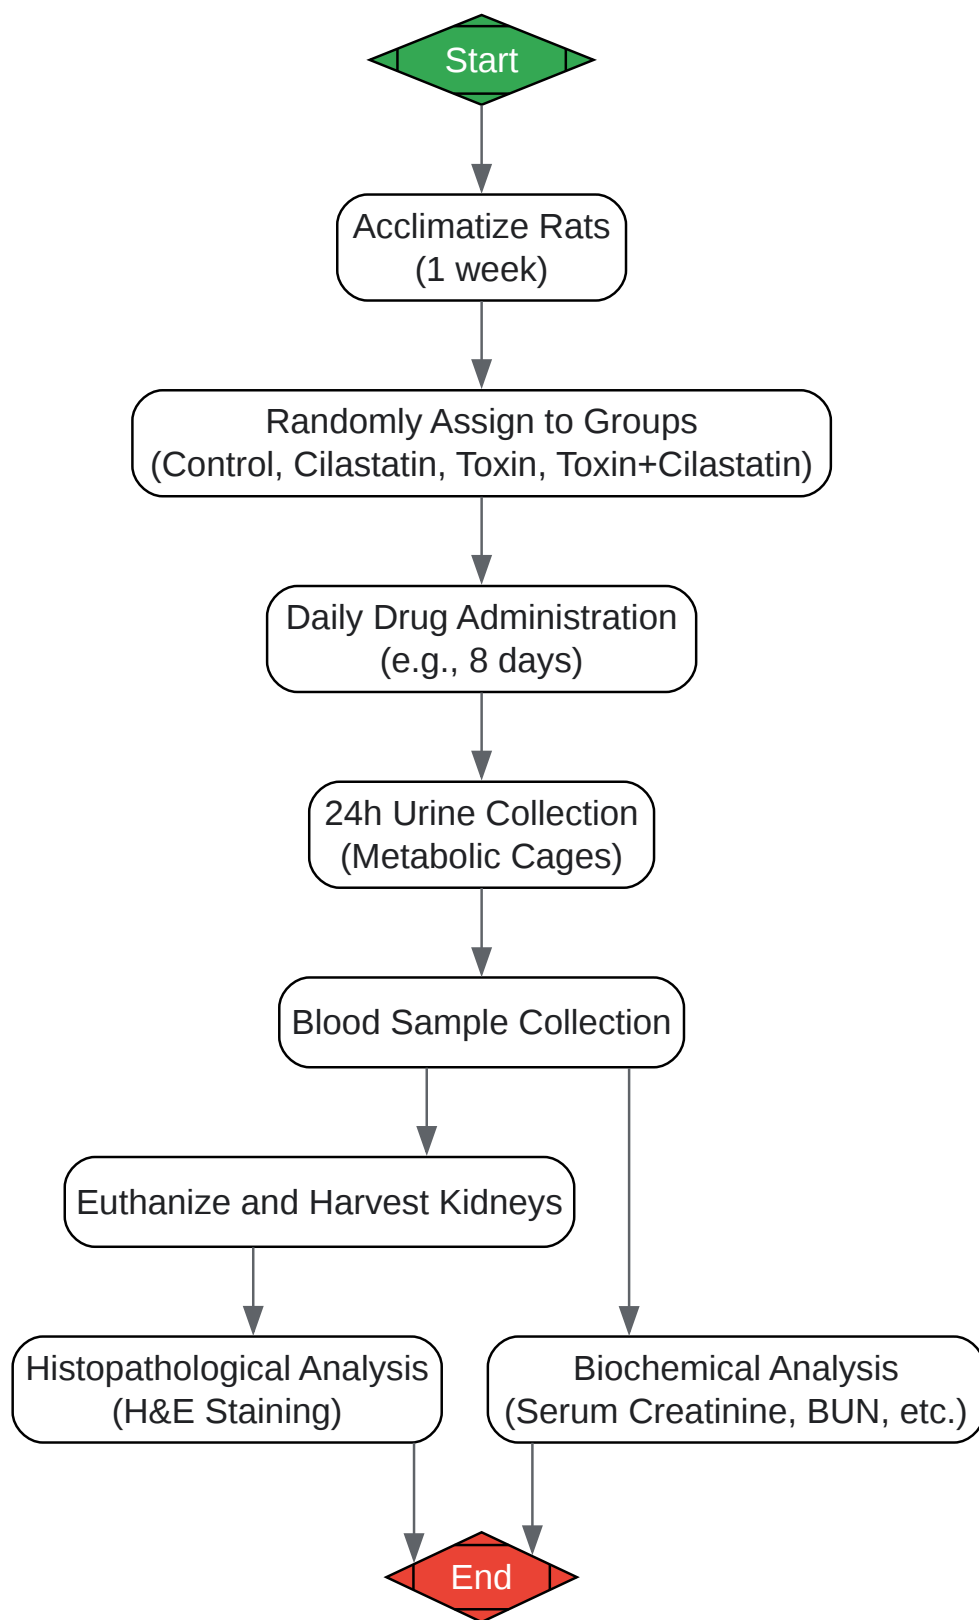 Start
Acclimatize Rats
(1 week)
Randomly Assign to Groups
(Control, Cilastatin, Toxin, Toxin+Cilastatin)
Daily Drug Administration
(e.g., 8 days)
24h Urine Collection
(Metabolic Cages)
Blood Sample Collection
Euthanize and Harvest Kidneys
Histopathological Analysis
(H&E Staining)
Biochemical Analysis
(Serum Creatinine, BUN, etc.)
End